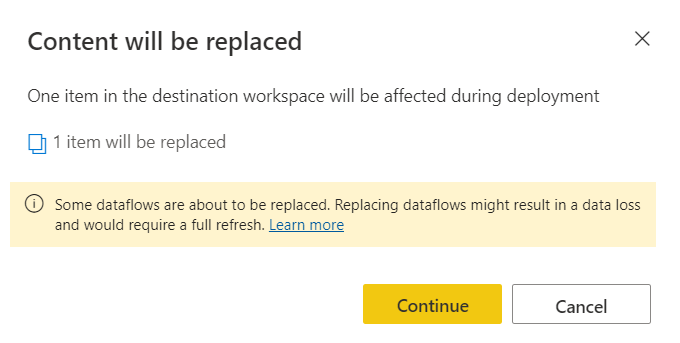 Content will be replaced
One item in the destination workspace will be affected during deployment
1 item will be replaced
Some dataflows are about to be replaced. Replacing dataflows might result in a data loss
and would require a full refresh. Learn more
Continue
Cancel